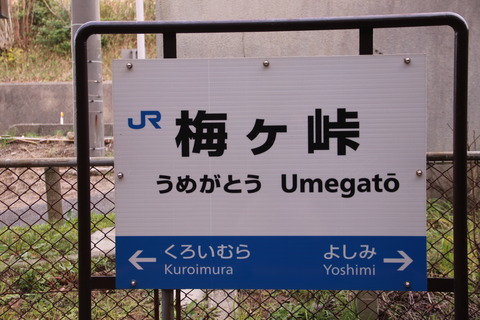 JR 梅ヶ峠
うめがとう Umegatō
← くろいむら よしみ →
Kuroimura Yoshimi